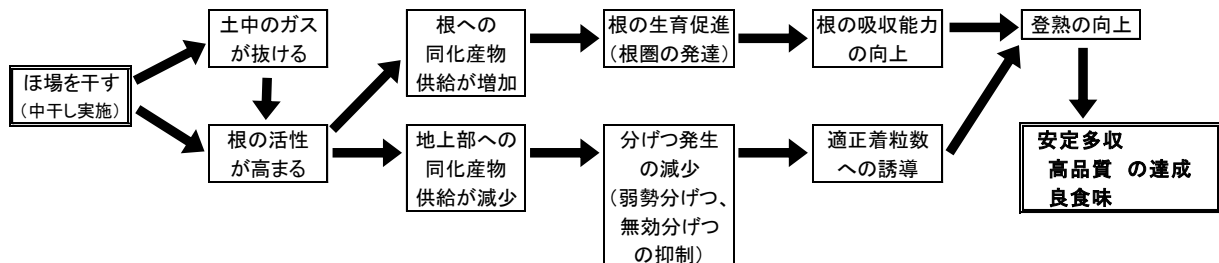 ほ場を干す
（中干し実施）
土中のガス
が抜ける
根の活性
が高まる
根への
同化産物
供給が増加
地上部への
同化産物
供給が減少
根の生育促進
（根圏の発達）
分げつ発生
の減少
（弱勢分げつ、
無効分げつ
の抑制）
根の吸収能力
の向上
適正着粒数
への誘導
登熟の向上
安定多収
高品質 の達成
良食味